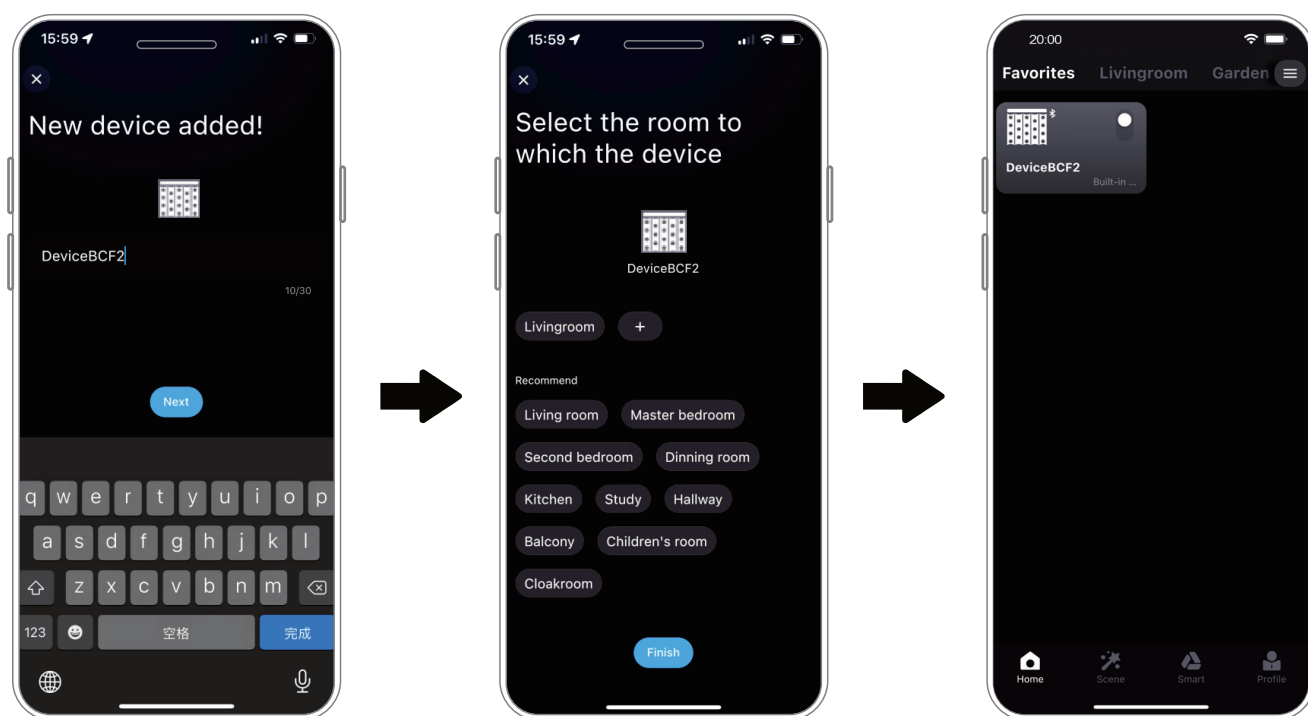 15:59
New device added!
DeviceBCF2
10/30
Next
q w e r t y u i o p
a s d f g h j k l
z x c v b n m
123 空格 完成
15:59
Select the room to
which the device
DeviceBCF2
Livingroom +
Recommend
Living room Master bedroom
Second bedroom Dinning room
Kitchen Study Hallway
Balcony Children's room
Cloakroom
Finish
20:00
Favorites Livingroom Garden
DeviceBCF2
Built-in ...
Home Scene Smart Profile